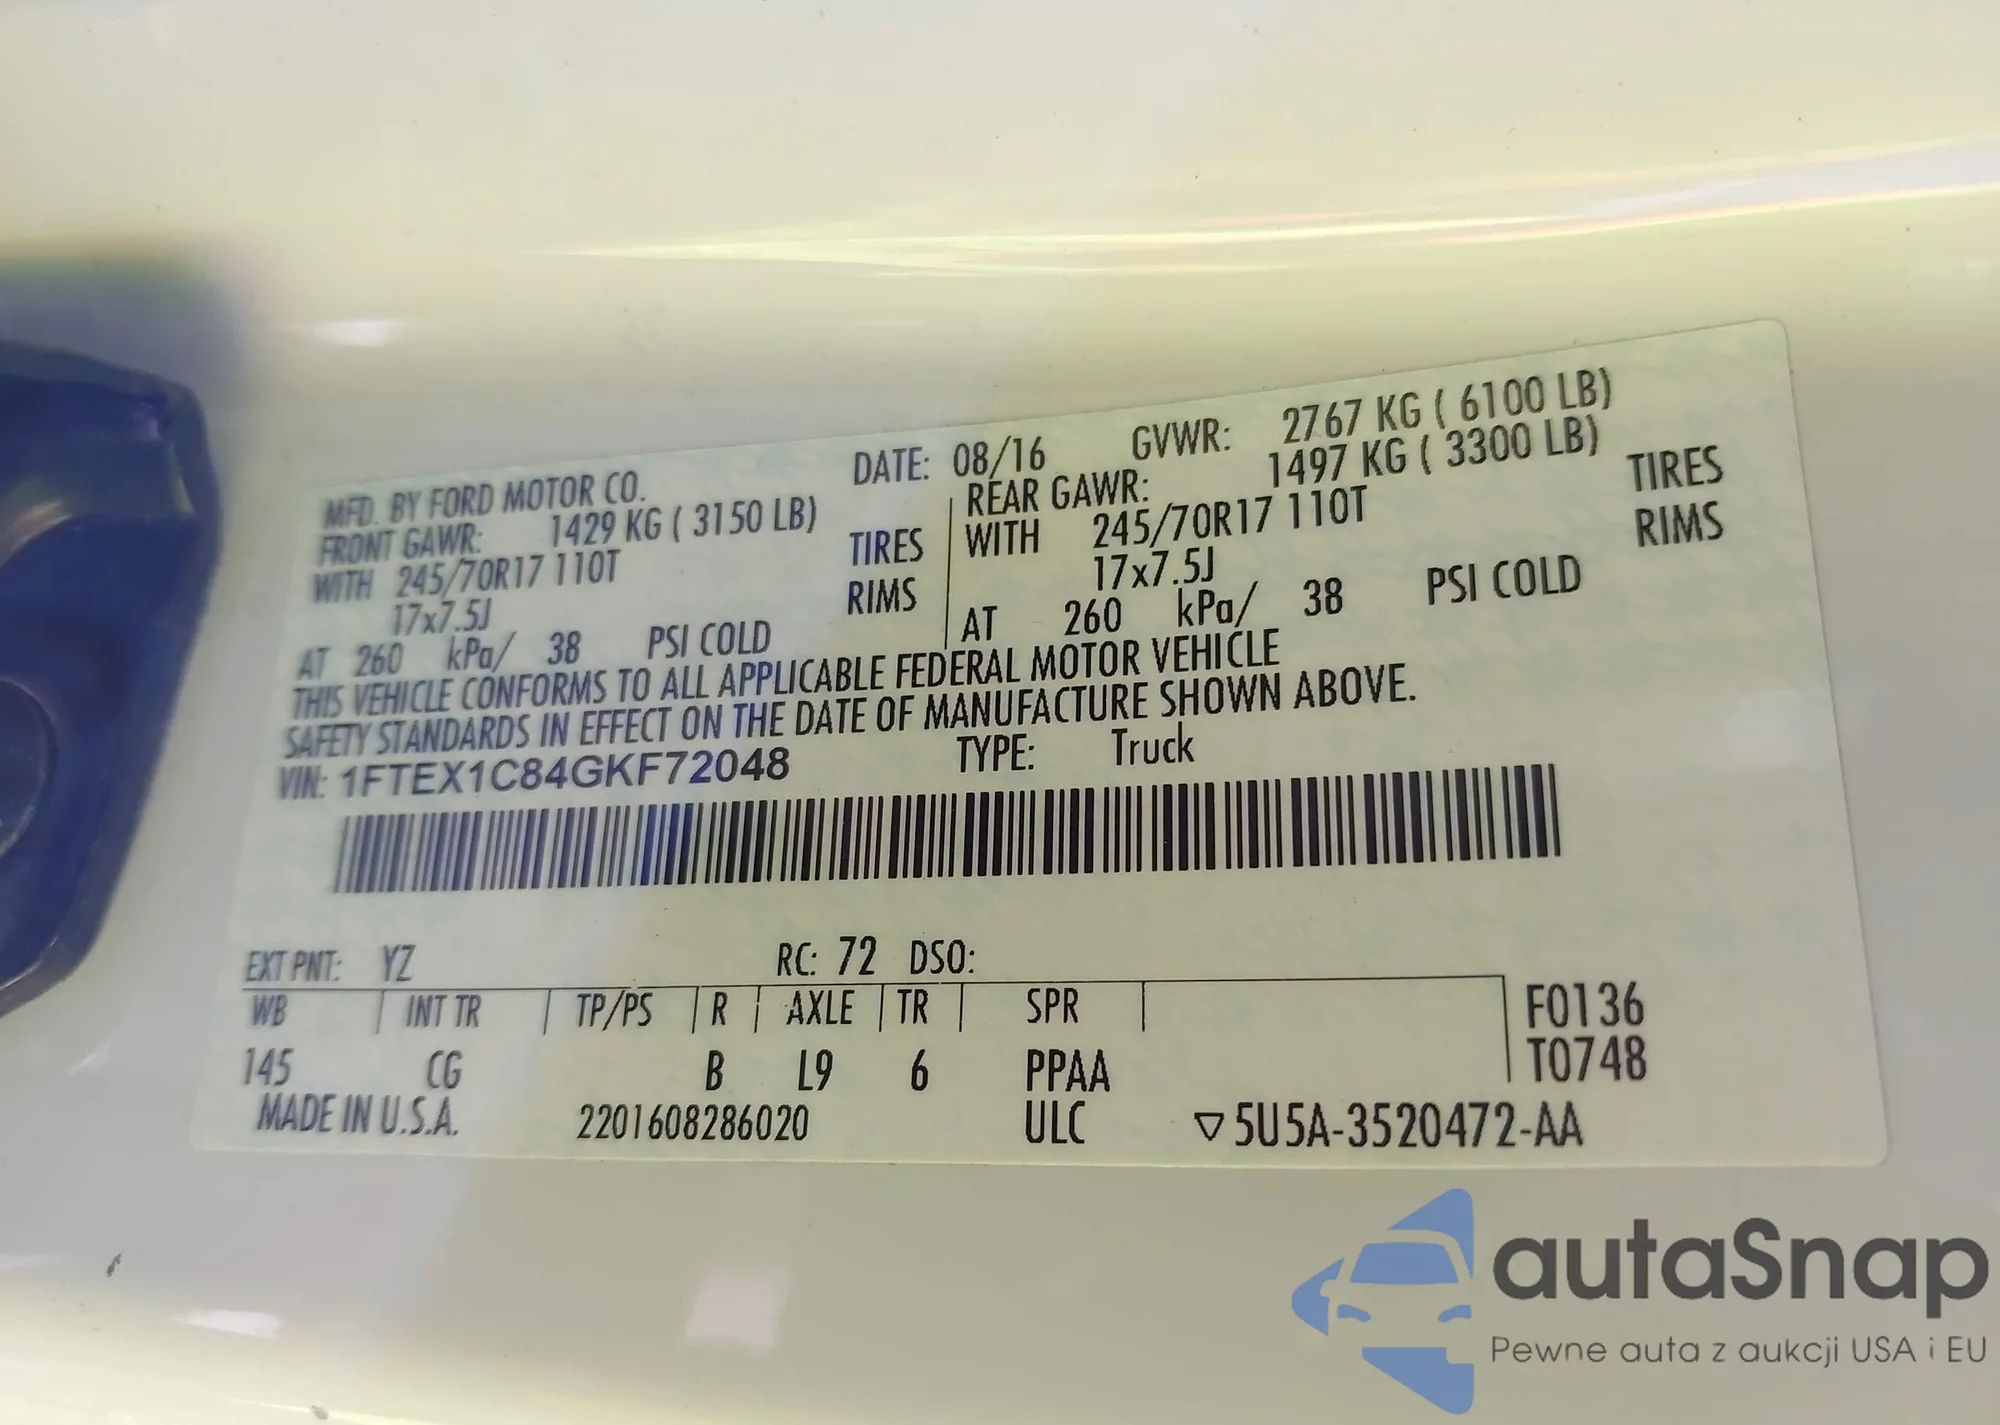 MFD. BY FORD MOTOR CO. DATE: 08/16 GVWR: 2767 KG ( 6100 LB)
FRONT GAWR: 1429 KG ( 3150 LB) REAR GAWR: 1497 KG ( 3300 LB)
WITH 245/70R17 110T TIRES WITH 245/70R17 110T TIRES
17x7.5J RIMS 17x7.5J RIMS
AT 260 kPa/ 38 PSI COLD AT 260 kPa/ 38 PSI COLD
THIS VEHICLE CONFORMS TO ALL APPLICABLE FEDERAL MOTOR VEHICLE
SAFETY STANDARDS IN EFFECT ON THE DATE OF MANUFACTURE SHOWN ABOVE.
VIN: 1FTEX1C84GKF72048 TYPE: Truck
EXT PNT: YZ RC: 72 DSO:
WB INT TR TP/PS R AXLE TR SPR F0136
145 CG B L9 6 PPAA T0748
MADE IN U.S.A. 2201608286020 ULC ▽5U5A-3520472-AA
autaSnap
Pewne auta z aukcji USA i EU